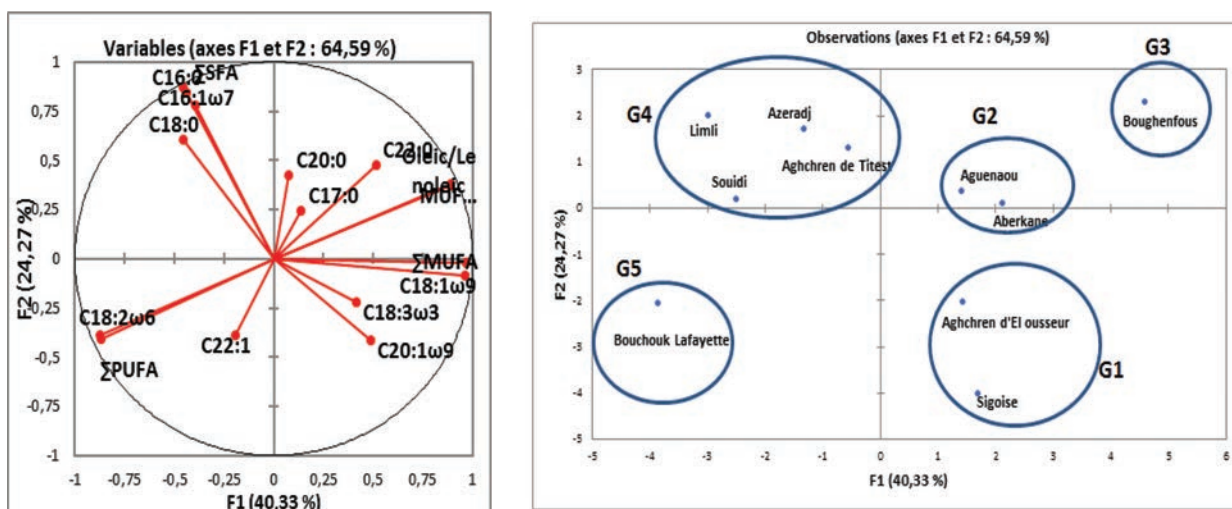 Variables (axes F1 et F2 : 64,59 %)
C16:0
ΣSFA
C16:1ω7
C18:0
C20:0
C17:0
Oleic/Le
noleic
MUF...
ΣMUFA
C18:1ω9
C18:3ω3
C20:1ω9
C22:1
C18:2ω6
ΣPUFA
F2 (24,27 %)
1
0,75
0,5
0,25
0
-0,25
-0,5
-0,75
-1
-1
-0,75
-0,5
-0,25
0
0,25
0,5
0,75
1
F1 (40,33 %)
Observations (axes F1 et F2 : 64,59 %)
G3
Boughenfous
G4
Limli
Azeradj
Aghchren de Titest
Souidi
G2
Aguenaou
Aberkane
G5
Bouchouk Lafayette
Aghchren d'El ousseur
G1
Sigoise
F2 (24,27 %)
3
2
1
0
-1
-2
-3
-4
-5
-5
-4
-3
-2
-1
0
1
2
3
4
5
6
F1 (40,33 %)